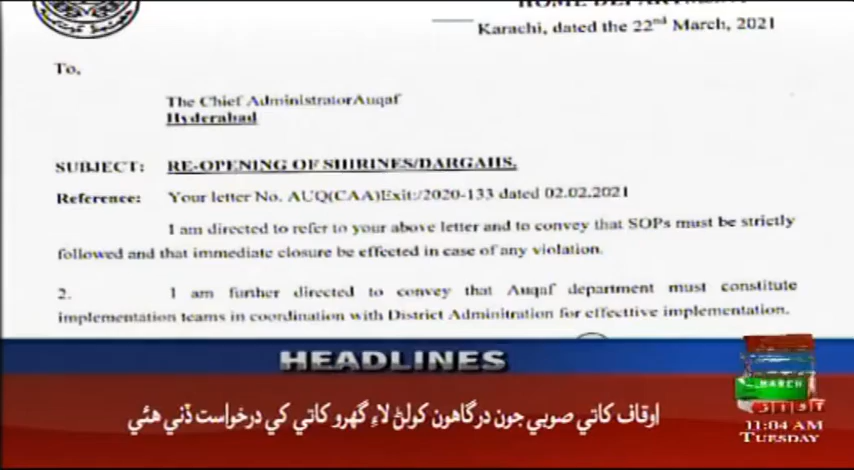 Karachi, dated the 22nd March, 2021
To,
The Chief AdministratorAuqaf
Hyderabad
SUBJECT: RE-OPENING OF SHIRINES/DARGAHS.
Reference: Your letter No. AUQ(CAA)Exit:/2020-133 dated 02.02.2021
I am directed to refer to your above letter and to convey that SOPs must be strictly
followed and that immediate closure be effected in case of any violation.
2. I am further directed to convey that Auqaf department must constitute
implementation teams in coordination with District Adminitration for effective implementation.
HEADLINES
اوقاف کاتي صوبي جون درگاهون کولڻ لاءِ گهرو کاتي کي درخواست ڏني هئي
MARCH
11:04 AM
TUESDAY